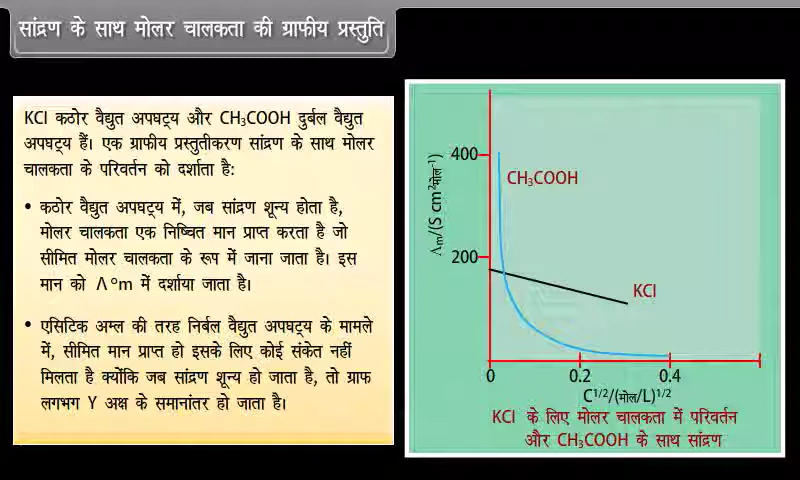 सांद्रण के साथ मोलर चालकता की ग्राफीय प्रस्तुति
KCl कठोर वैद्युत अपघट्य और CH₃COOH दुर्बल वैद्युत
अपघट्य हैं। एक ग्राफीय प्रस्तुतीकरण सांद्रण के साथ मोलर
चालकता के परिवर्तन को दर्शाता है:
• कठोर वैद्युत अपघट्य में, जब सांद्रण शून्य होता है,
मोलर चालकता एक निष्चित मान प्राप्त करता है जो
सीमित मोलर चालकता के रूप में जाना जाता है। इस
मान को Λ°m में दर्शाया जाता है।
• एसिटिक अम्ल की तरह निर्बल वैद्युत अपघट्य के मामले
में, सीमित मान प्राप्त हो इसके लिए कोई संकेत नहीं
मिलता है क्योंकि जब सांद्रण शून्य हो जाता है, तो ग्राफ
लगभग Y अक्ष के समानांतर हो जाता है।
Λm/(S cm²मोल⁻¹)
400
CH₃COOH
200
KCl
0 0.2 0.4
C¹/²/(मोल/L)¹/²
KCl के लिए मोलर चालकता में परिवर्तन
और CH₃COOH के साथ सांद्रण